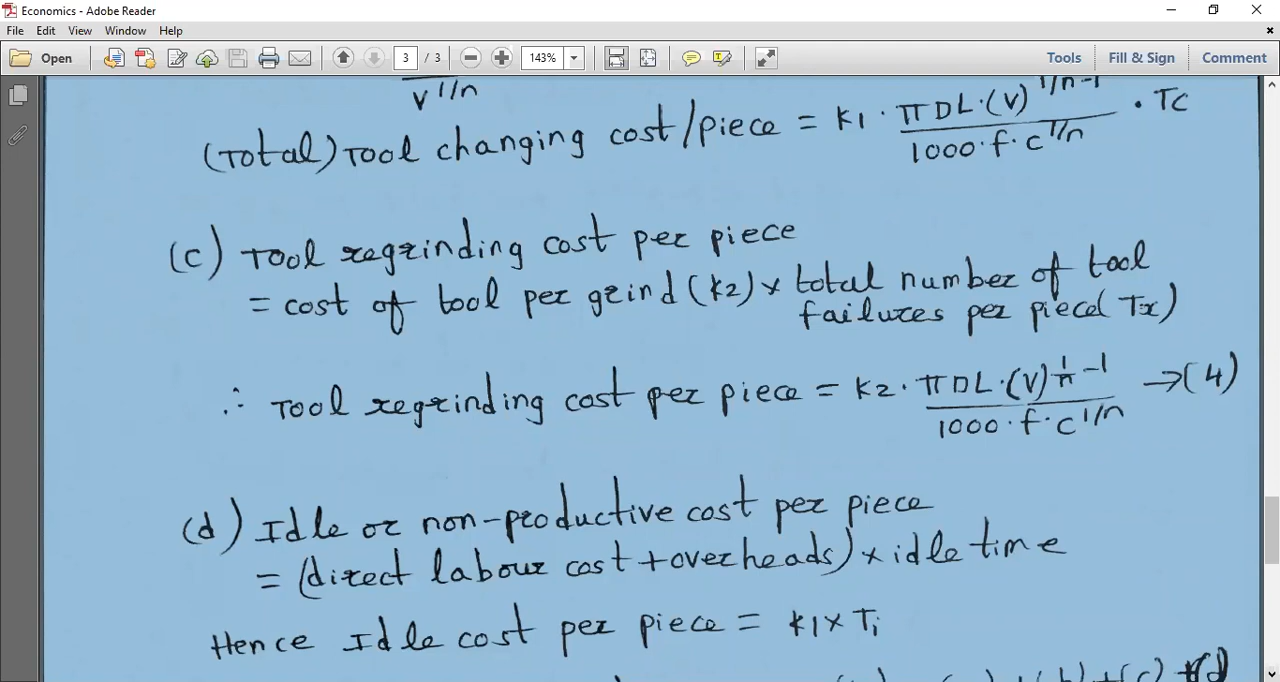 Economics - Adobe Reader
File Edit View Window Help
Open 3 / 3 143% Tools Fill & Sign Comment
V^1/n
(Total) Tool changing cost/piece = K1 · πDL·(V)^1/n-1 / 1000·f·c^1/n · Tc
(c) Tool regrinding cost per piece
= cost of tool per grind (K2) × total number of tool
failures per piece (Tx)
∴ Tool regrinding cost per piece = K2 · πDL·(V)^1/n -1 / 1000·f·c^1/n → (4)
(d) Idle or non-productive cost per piece
= (direct labour cost + overheads) × idle time
Hence Idle cost per piece = K1 × Ti
+ (b) + (c) + (d)